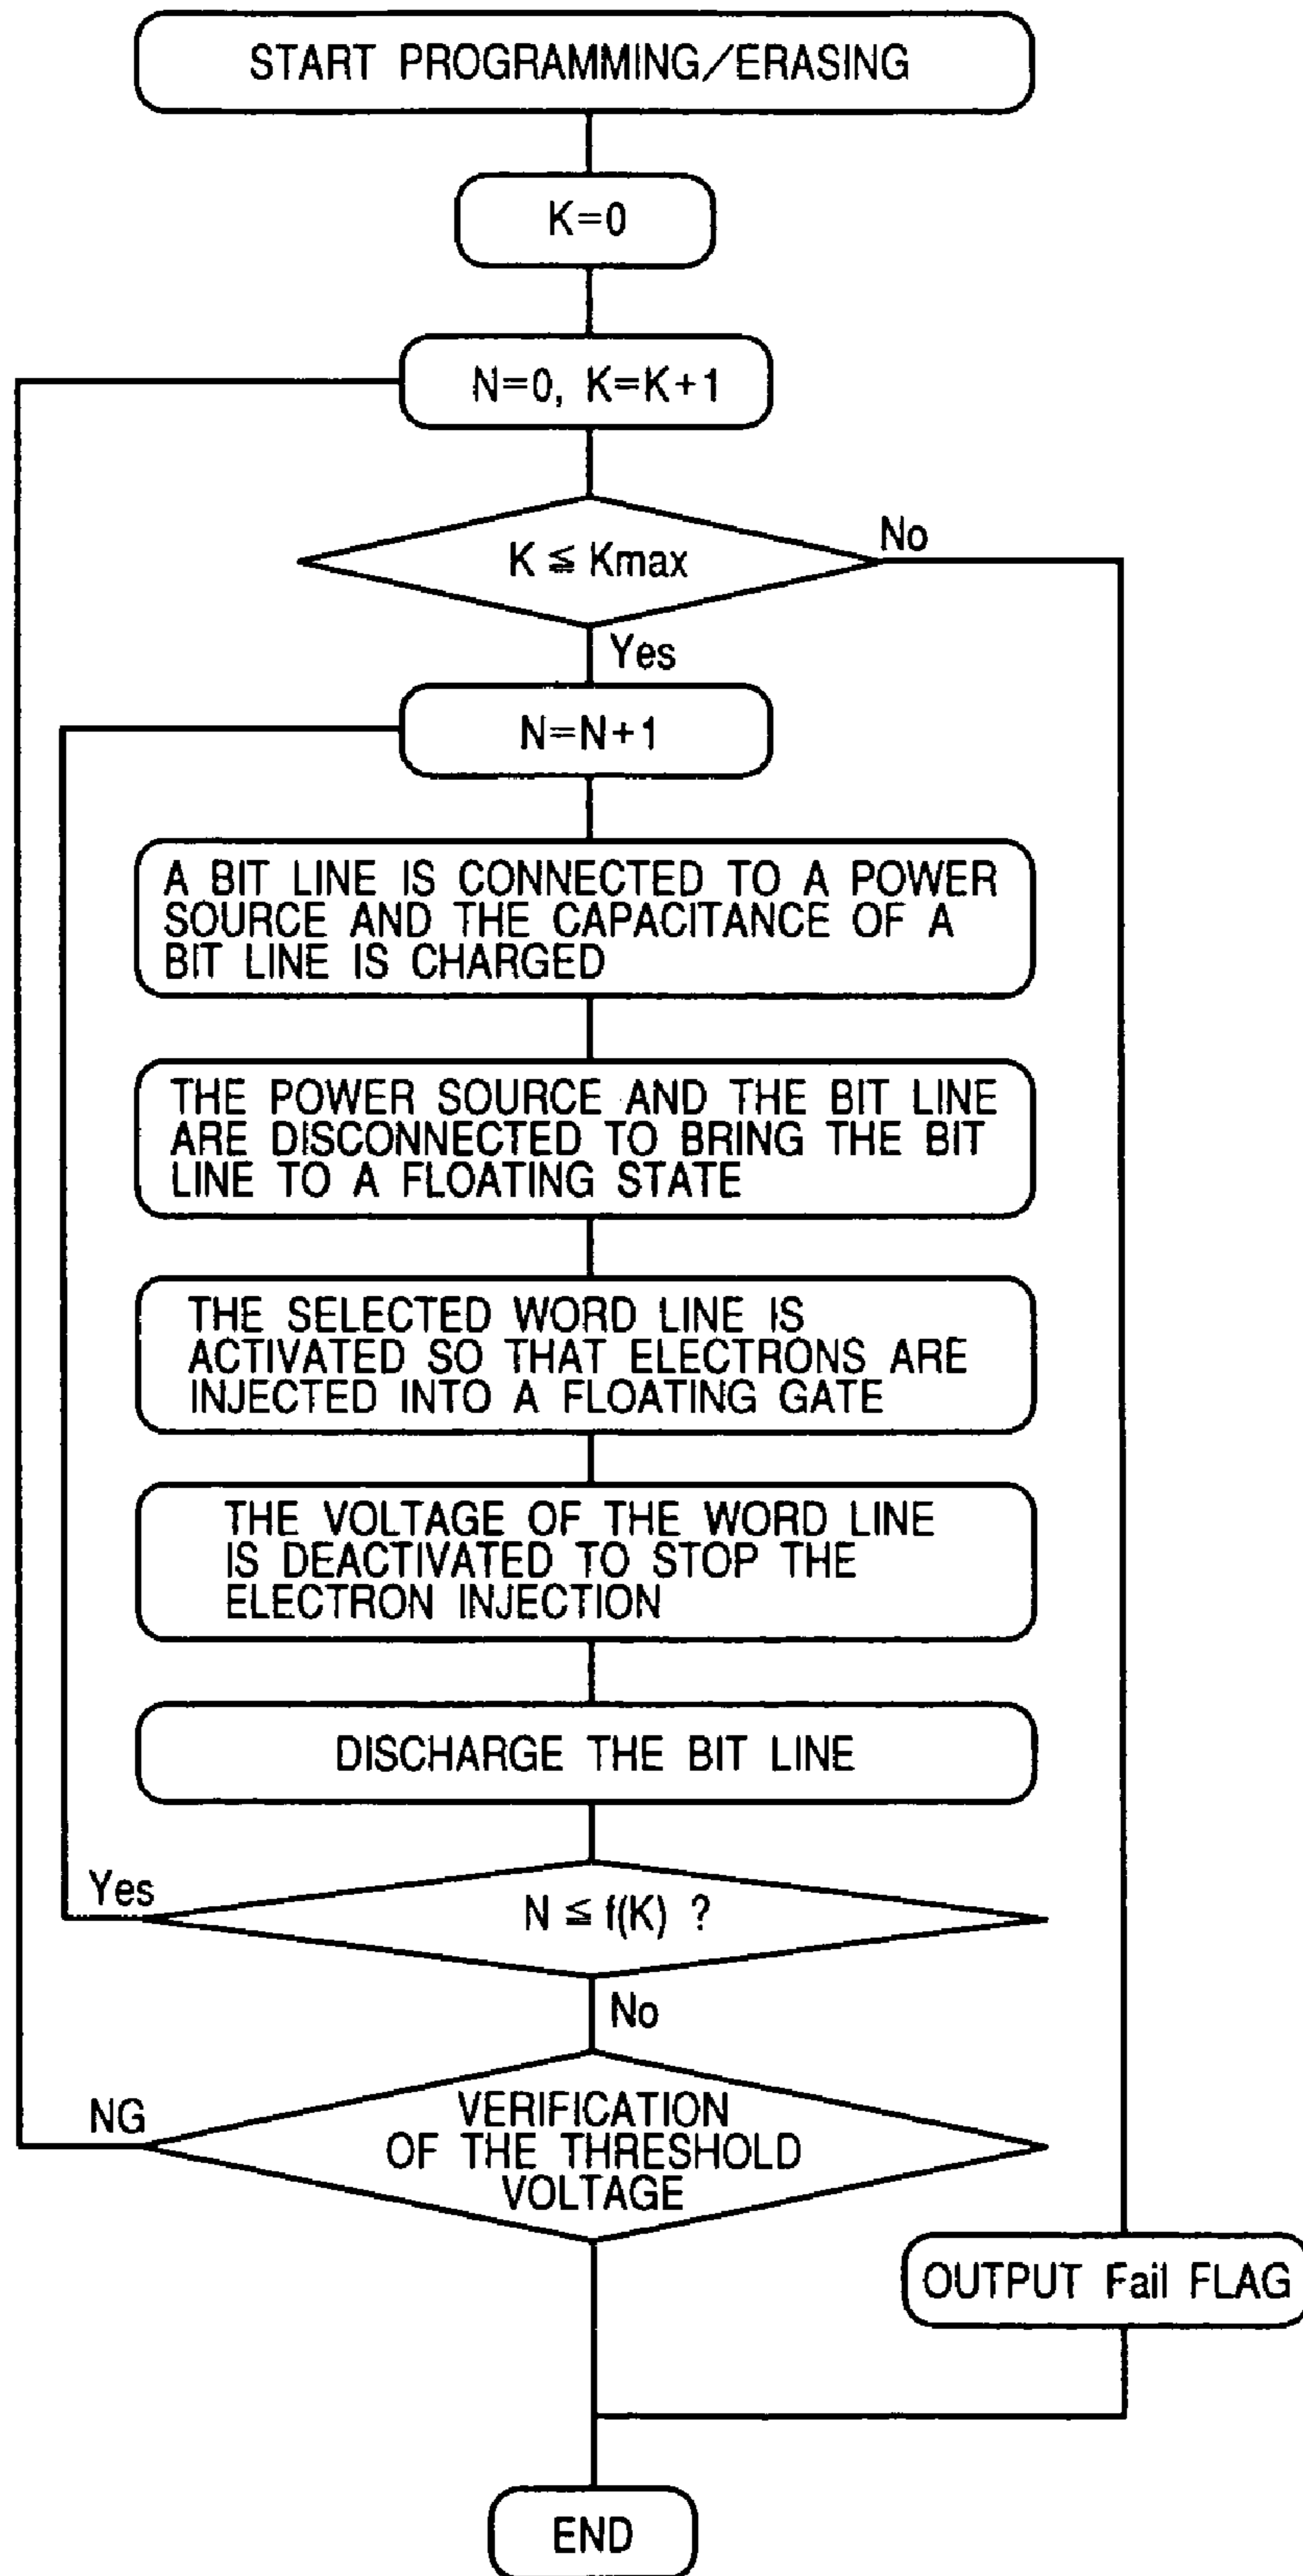 START PROGRAMMING/ERASING
K=0
N=0, K=K+1
K ≦ Kmax
No
Yes
N=N+1
A BIT LINE IS CONNECTED TO A POWER
SOURCE AND THE CAPACITANCE OF A
BIT LINE IS CHARGED
THE POWER SOURCE AND THE BIT LINE
ARE DISCONNECTED TO BRING THE BIT
LINE TO A FLOATING STATE
THE SELECTED WORD LINE IS
ACTIVATED SO THAT ELECTRONS ARE
INJECTED INTO A FLOATING GATE
THE VOLTAGE OF THE WORD LINE
IS DEACTIVATED TO STOP THE
ELECTRON INJECTION
DISCHARGE THE BIT LINE
Yes
N ≦ f(K) ?
No
NG
VERIFICATION
OF THE THRESHOLD
VOLTAGE
OUTPUT Fail FLAG
END